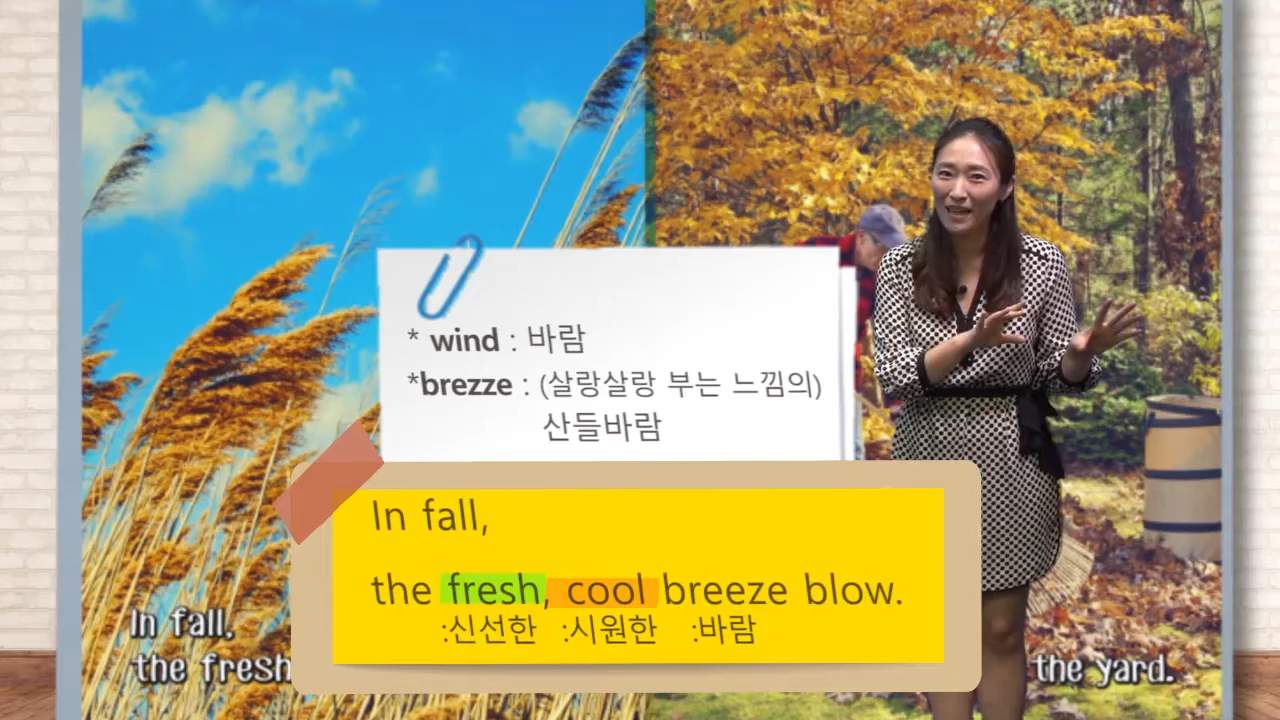 * wind : 바람
*brezze : (살랑살랑 부는 느낌의)
산들바람
In fall,
the fresh, cool breeze blow.
:신선한 :시원한 :바람
In fall,
the fresh
the yard.